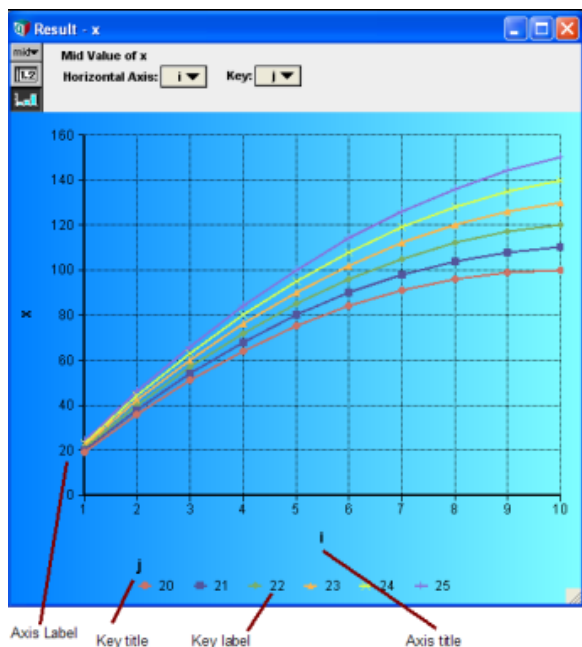 Result - x
mid
Mid Value of x
1.2
Horizontal Axis: i Key: j
160
140
120
100
x
80
60
40
20
0
1 2 3 4 5 6 7 8 9 10
i
j
20 21 22 23 24 25
Axis Label Key title Key label Axis title